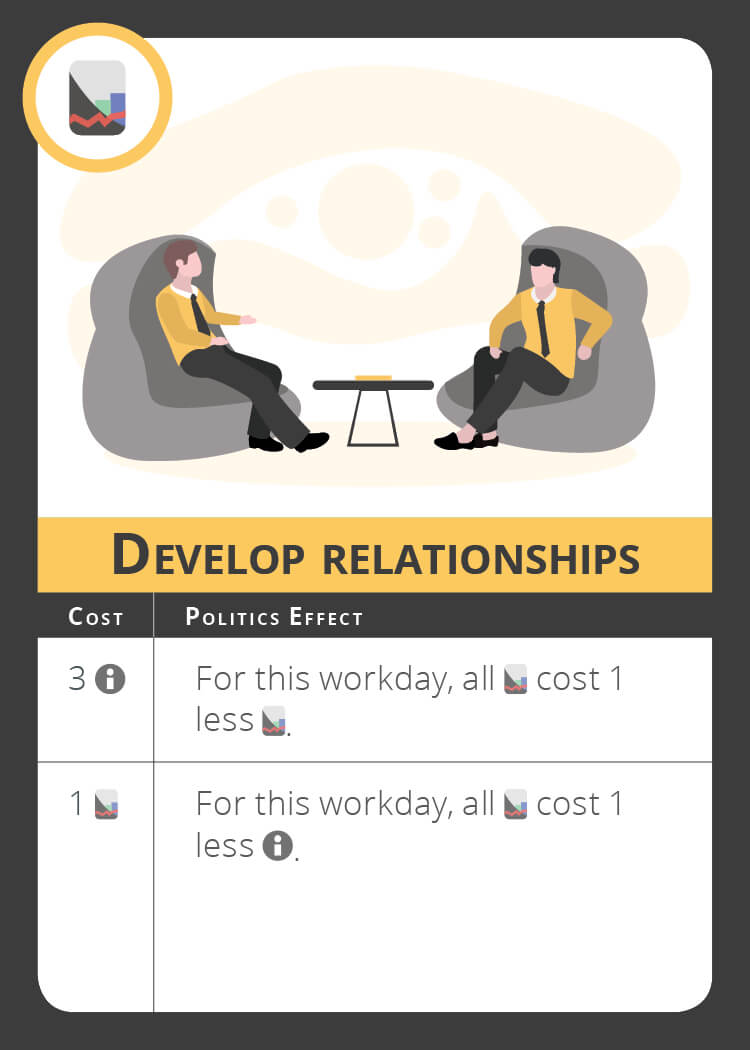 Develop relationships
Cost Politics Effect
3 i For this workday, all cost 1
less .
1 For this workday, all cost 1
less i.